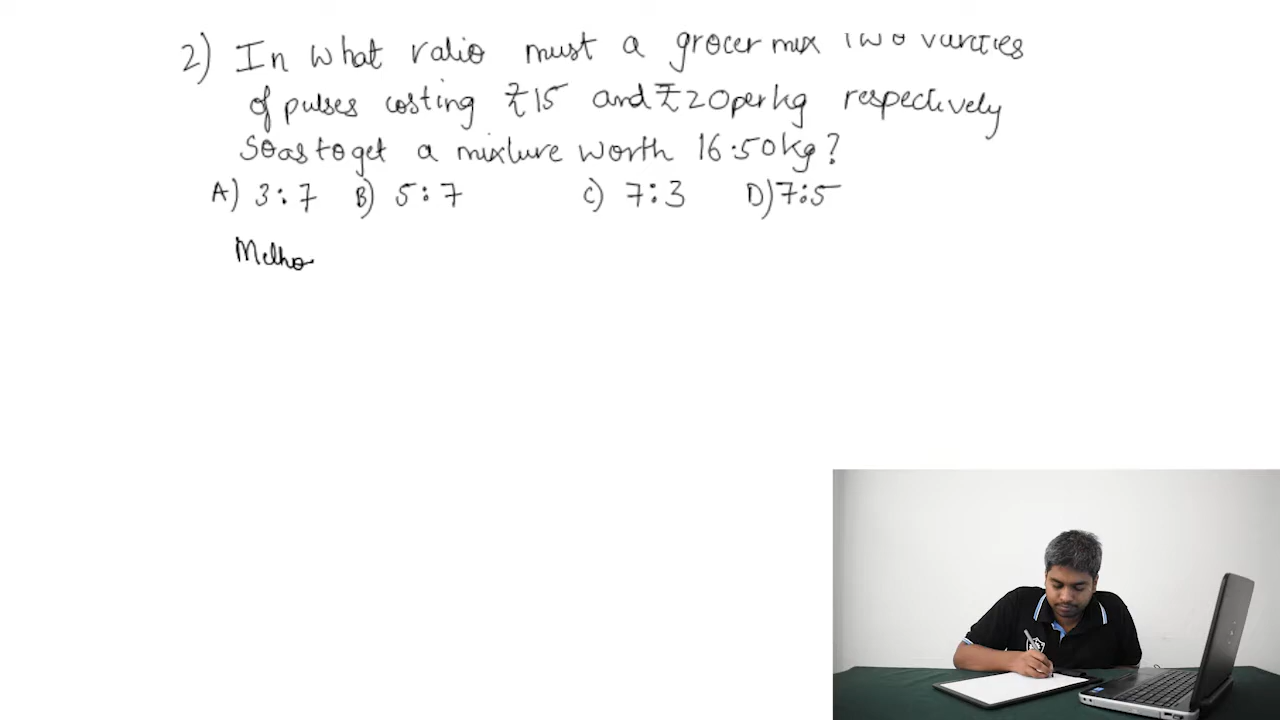 2) In what ratio must a grocer mix two varities
of pulses costing ₹15 and ₹20 per kg respectively
So as to get a mixture worth 16.50 kg?
A) 3:7 B) 5:7 C) 7:3 D) 7:5
Metho